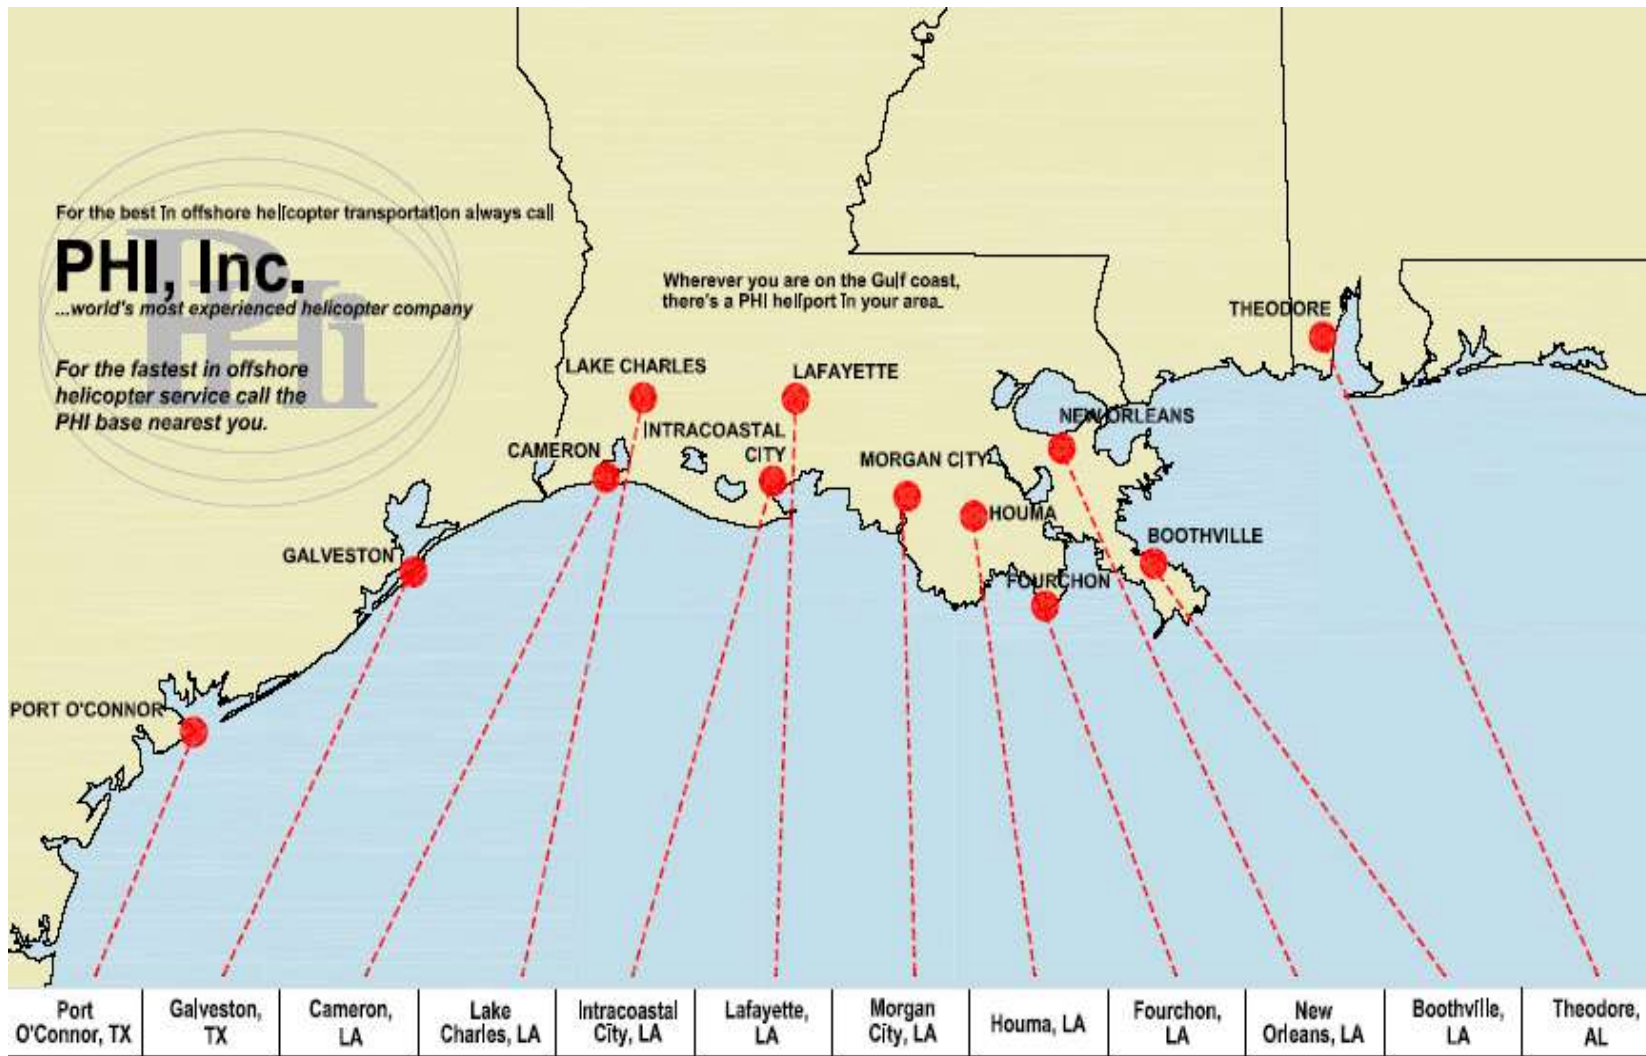 For the best in offshore helicopter transportation always call
PHI, Inc.
...world's most experienced helicopter company
For the fastest in offshore
helicopter service call the
PHI base nearest you.
PHI
Wherever you are on the Gulf coast,
there's a PHI heliport in your area.
THEODORE
LAKE CHARLES
LAFAYETTE
NEW ORLEANS
INTRACOASTAL
CITY
CAMERON
MORGAN CITY
HOUMA
BOOTHVILLE
GALVESTON
FOURCHON
PORT O'CONNOR
Port
O'Connor, TX
Galveston,
TX
Cameron,
LA
Lake
Charles, LA
Intracoastal
City, LA
Lafayette,
LA
Morgan
City, LA
Houma, LA
Fourchon,
LA
New
Orleans, LA
Boothville,
LA
Theodore,
AL